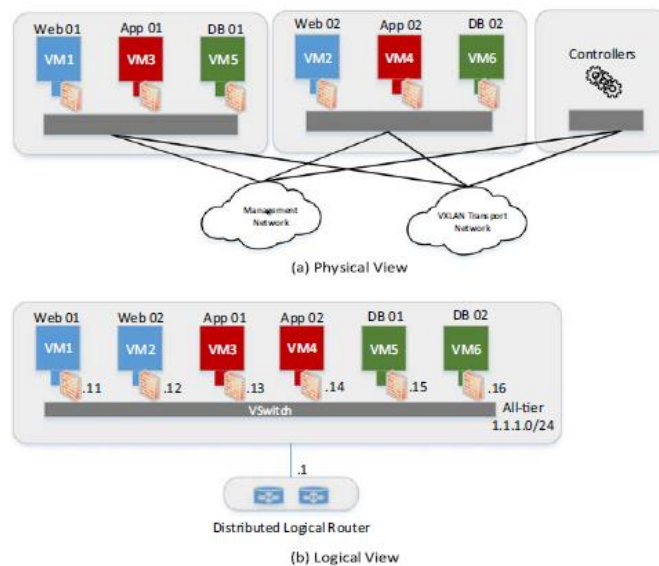 Web 01 App 01 DB 01
VM1 VM3 VM5
Web 02 App 02 DB 02
VM2 VM4 VM6
Controllers
Management
Network
VXLAN Transport
Network
(a) Physical View
Web 01 Web 02 App 01 App 02 DB 01 DB 02
VM1 VM2 VM3 VM4 VM5 VM6
.11 .12 .13 .14 .15 .16
VSwitch
All-tier
1.1.1.0/24
.1
Distributed Logical Router
(b) Logical View